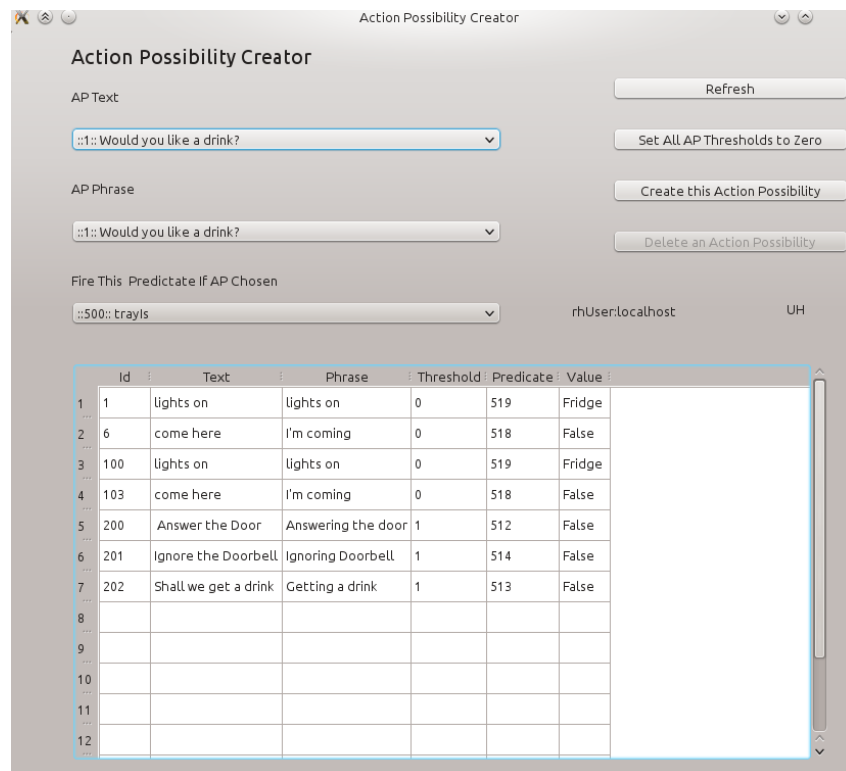 Action Possibility Creator
Action Possibility Creator
AP Text
Refresh
::1:: Would you like a drink?
Set All AP Thresholds to Zero
AP Phrase
Create this Action Possibility
::1:: Would you like a drink?
Delete an Action Possibility
Fire This Predictate If AP Chosen
::500:: trayIs
rhUser:localhost
UH
Id Text Phrase Threshold Predicate Value
1 1 lights on lights on 0 519 Fridge
2 6 come here I'm coming 0 518 False
3 100 lights on lights on 0 519 Fridge
4 103 come here I'm coming 0 518 False
5 200 Answer the Door Answering the door 1 512 False
6 201 Ignore the Doorbell Ignoring Doorbell 1 514 False
7 202 Shall we get a drink Getting a drink 1 513 False
8
9
10
11
12